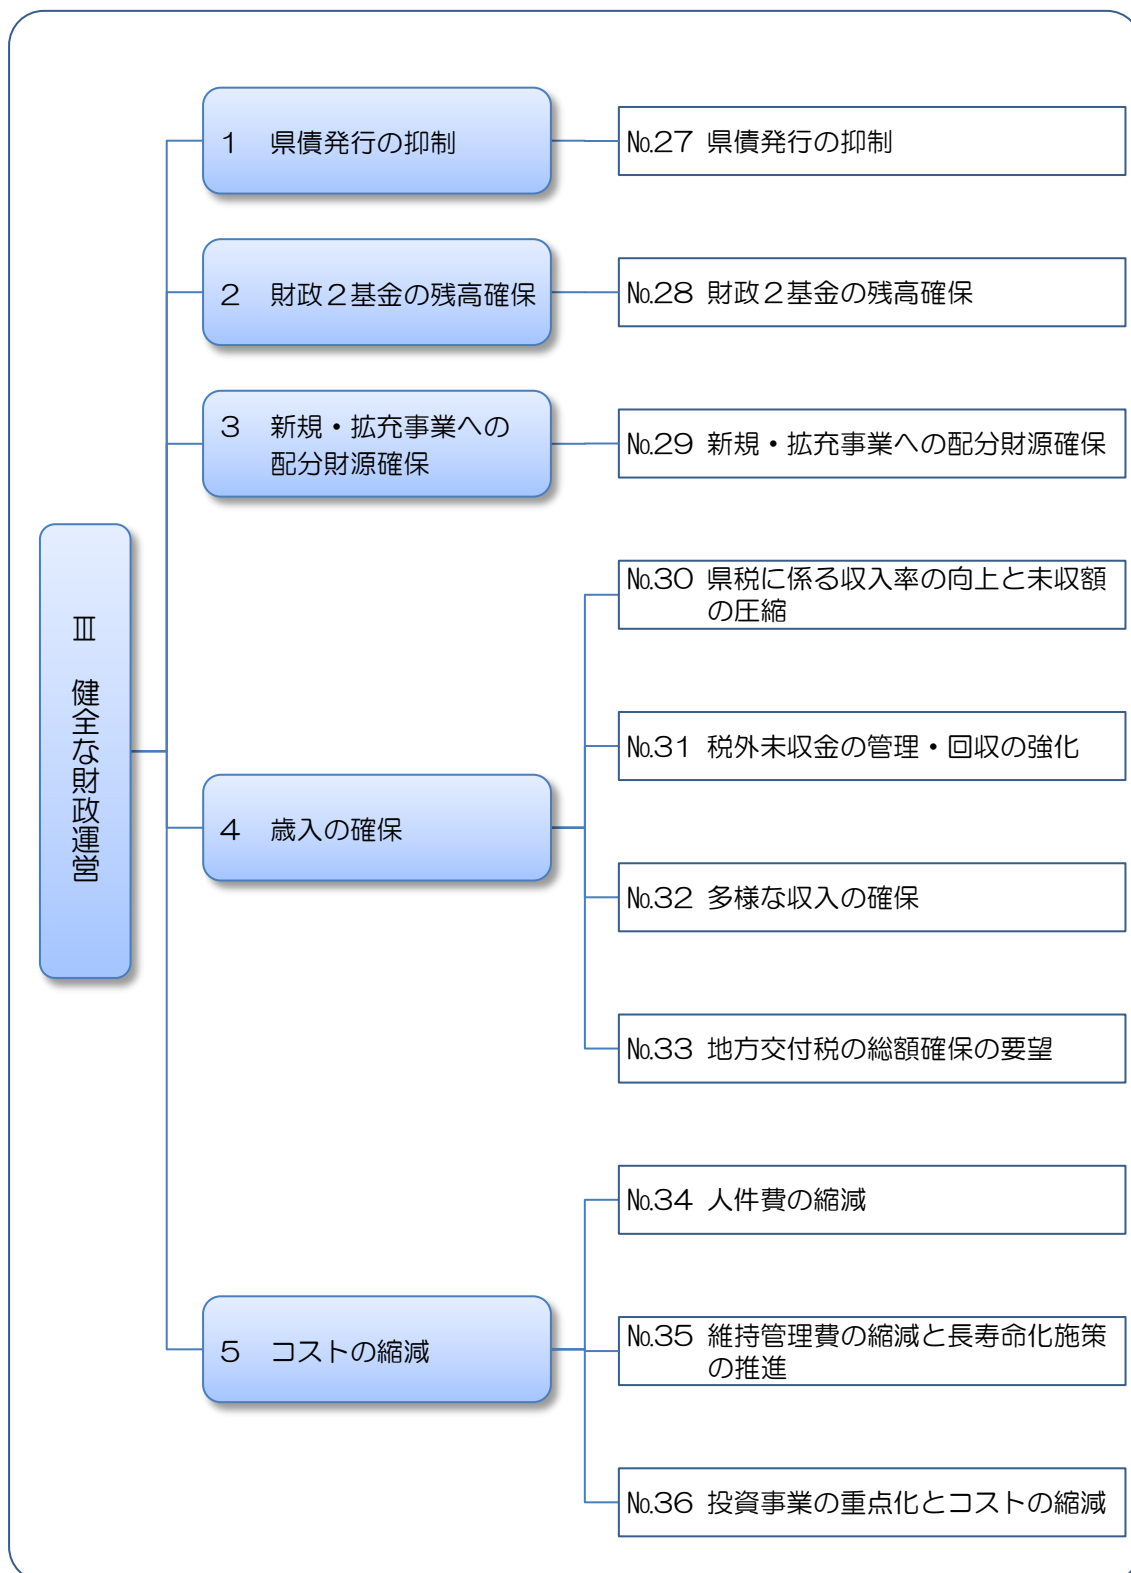 Ⅲ 健全な財政運営
1 県債発行の抑制
№27 県債発行の抑制
2 財政2基金の残高確保
№28 財政2基金の残高確保
3 新規・拡充事業への
配分財源確保
№29 新規・拡充事業への配分財源確保
4 歳入の確保
№30 県税に係る収入率の向上と未収額
の圧縮
№31 税外未収金の管理・回収の強化
№32 多様な収入の確保
№33 地方交付税の総額確保の要望
5 コストの縮減
№34 人件費の縮減
№35 維持管理費の縮減と長寿命化施策
の推進
№36 投資事業の重点化とコストの縮減